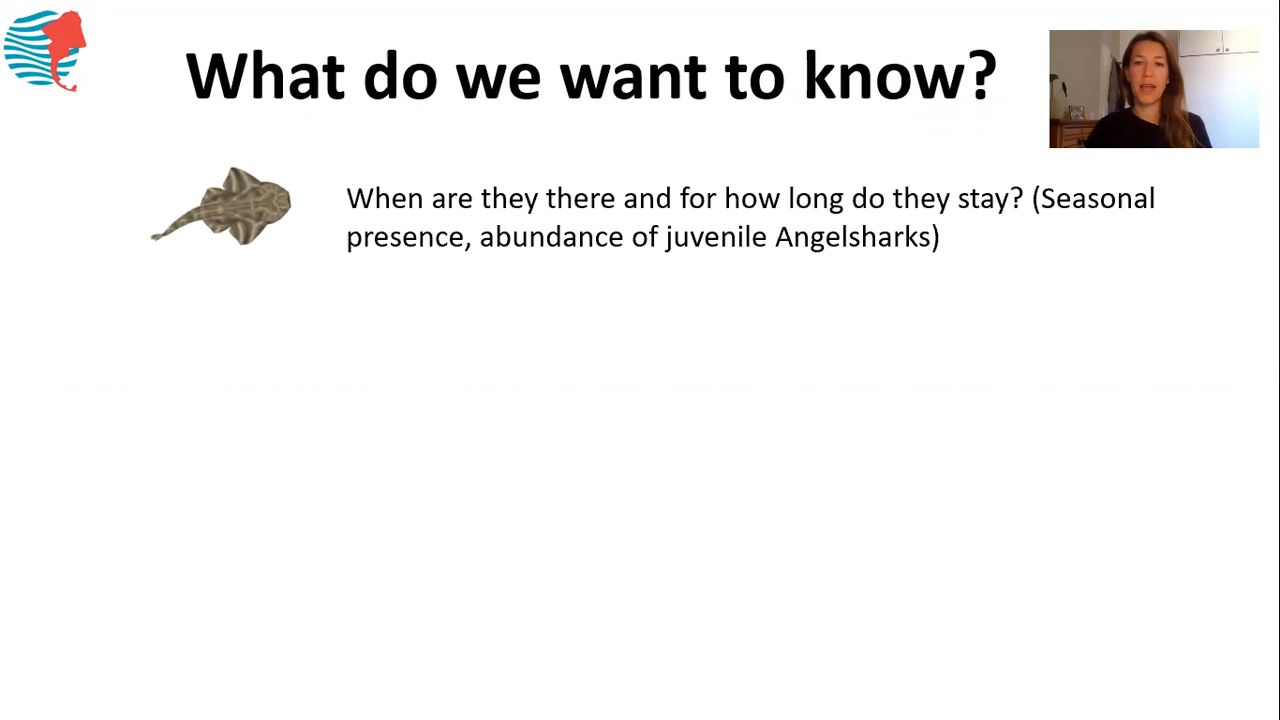 What do we want to know?
When are they there and for how long do they stay? (Seasonal
presence, abundance of juvenile Angelsharks)